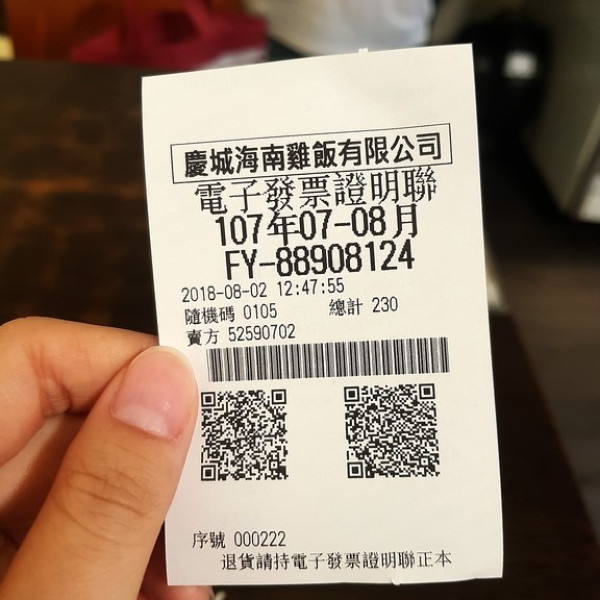 慶城海南雞飯有限公司
電子發票證明聯
107年07-08月
FY-88908124
2018-08-02 12:47:55
隨機碼 0105 總計 230
賣方 52590702
序號 000222
退貨請持電子發票證明聯正本